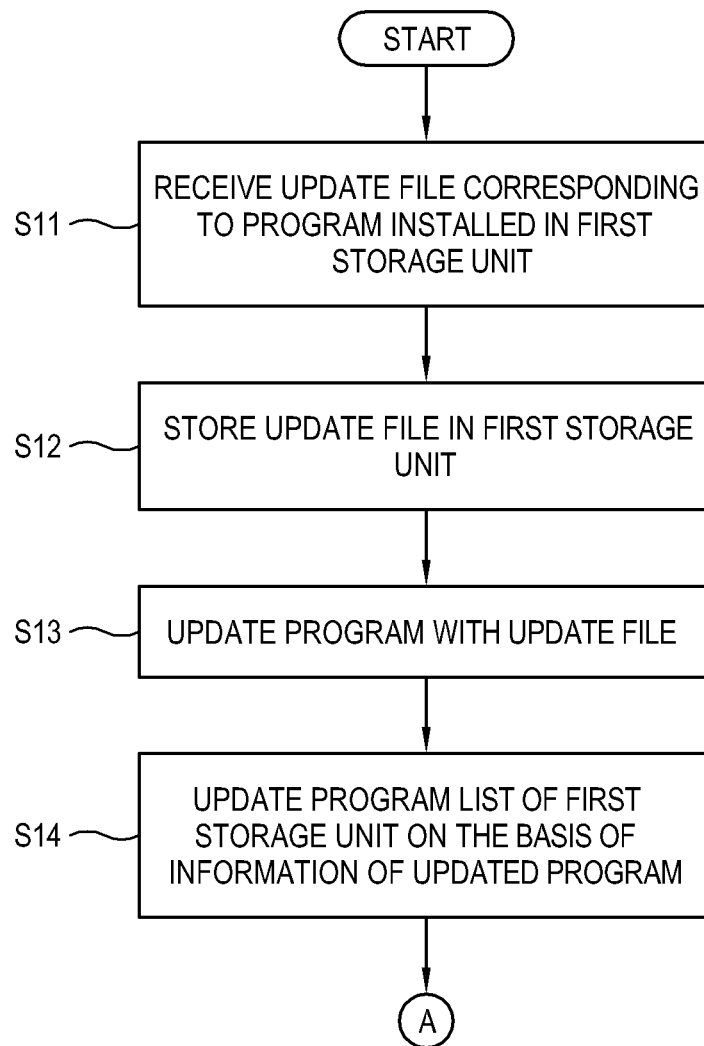 START
S11
RECEIVE UPDATE FILE CORRESPONDING
TO PROGRAM INSTALLED IN FIRST
STORAGE UNIT
S12
STORE UPDATE FILE IN FIRST STORAGE
UNIT
S13
UPDATE PROGRAM WITH UPDATE FILE
S14
UPDATE PROGRAM LIST OF FIRST
STORAGE UNIT ON THE BASIS OF
INFORMATION OF UPDATED PROGRAM
A